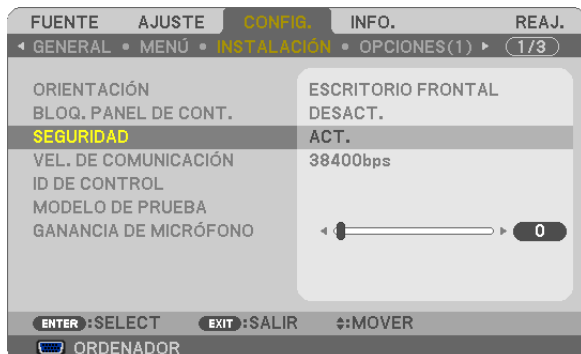 FUENTE AJUSTE CONFIG. INFO. REAJ.
GENERAL • MENÚ • INSTALACIÓN • OPCIONES(1) 1/3
ORIENTACIÓN ESCRITORIO FRONTAL
BLOQ. PANEL DE CONT. DESACT.
SEGURIDAD ACT.
VEL. DE COMUNICACIÓN 38400bps
ID DE CONTROL
MODELO DE PRUEBA
GANANCIA DE MICRÓFONO 0
ENTER :SELECT EXIT :SALIR :MOVER
ORDENADOR